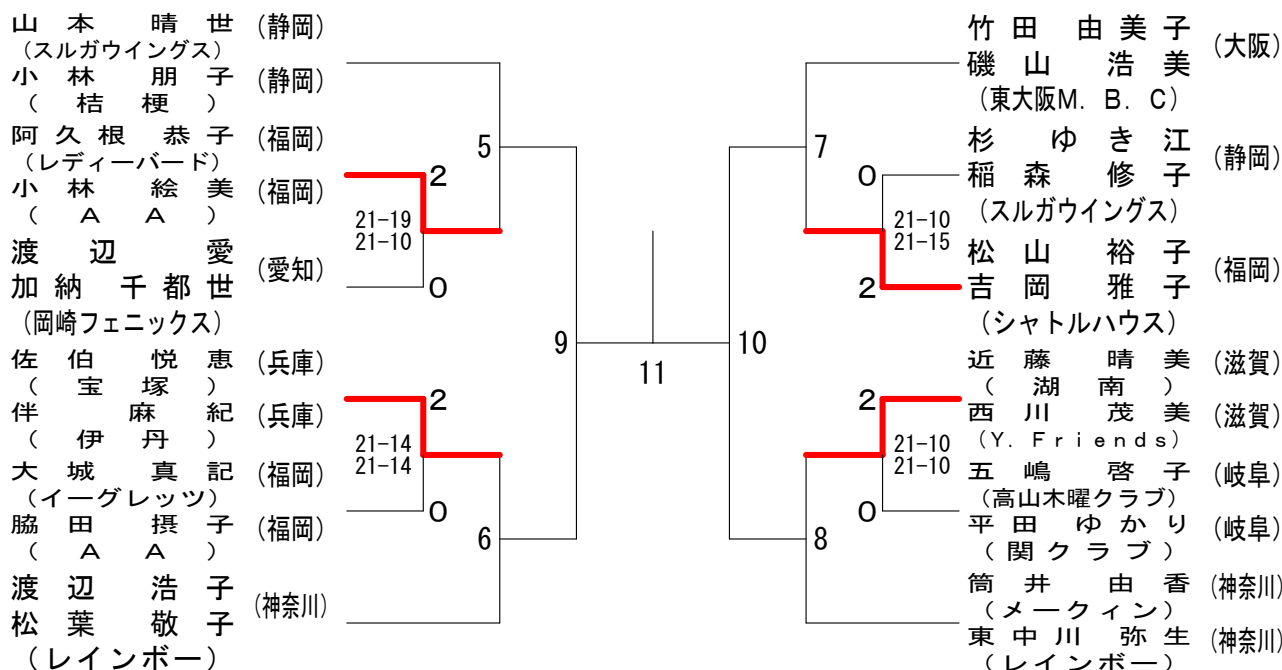 山本 晴世 (静岡)
(スルガウイングス)
小林 朋子 (静岡)
( 桔梗 )
阿久根 恭子 (福岡)
(レディーバード)
小林 絵美 (福岡)
( A A )
渡辺 愛
(愛知)
加納 千都世
(岡崎フェニックス)
佐伯 悦恵 (兵庫)
( 宝塚 )
伴 麻紀 (兵庫)
( 伊丹 )
大城 真記 (福岡)
(イーグレッツ)
脇田 摂子 (福岡)
( A A )
渡辺 浩子
(神奈川)
松葉 敬子
(レインボー)
5
2
21-19
21-10
0
2
21-14
21-14
0
6
9
11
10
7
0
21-10
21-15
2
2
21-10
21-10
0
8
竹田 由美子
(大阪)
磯山 浩美
(東大阪M. B. C)
杉 ゆき江
(静岡)
稲森 修子
(スルガウイングス)
松山 裕子
(福岡)
吉岡 雅子
(シャトルハウス)
近藤 晴美 (滋賀)
( 湖南 )
西川 茂美 (滋賀)
(Y. Friends)
五嶋 啓子 (岐阜)
(高山木曜クラブ)
平田 ゆかり (岐阜)
(関クラブ)
筒井 由香 (神奈川)
(メークィン)
東中川 弥生 (神奈川)
(レインボー)